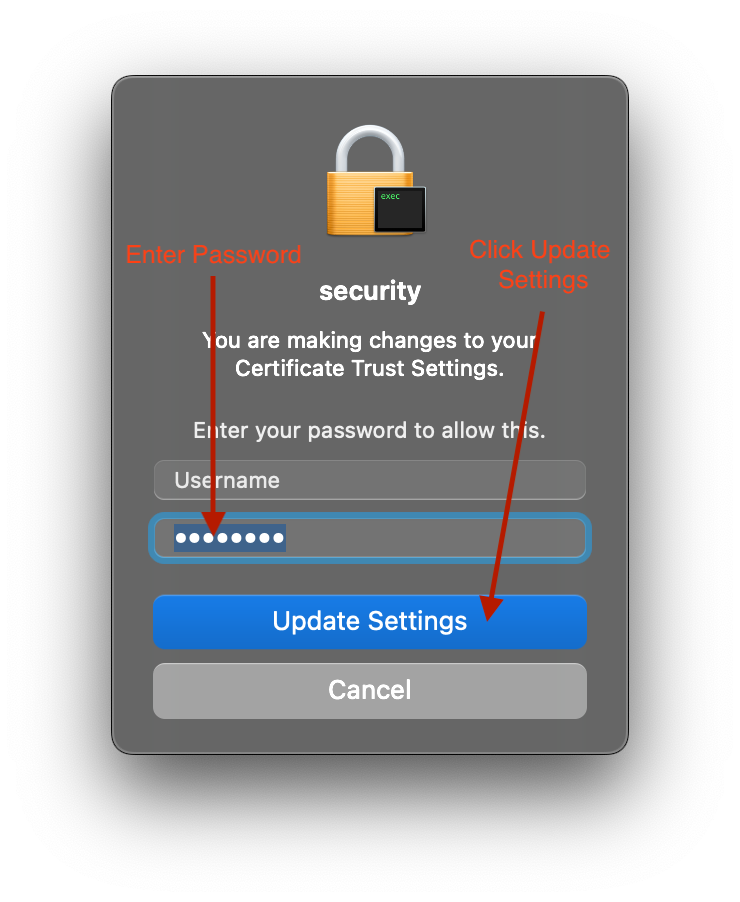 exec
Enter Password
Click Update
Settings
security
You are making changes to your
Certificate Trust Settings.
Enter your password to allow this.
Username
••••••••
Update Settings
Cancel